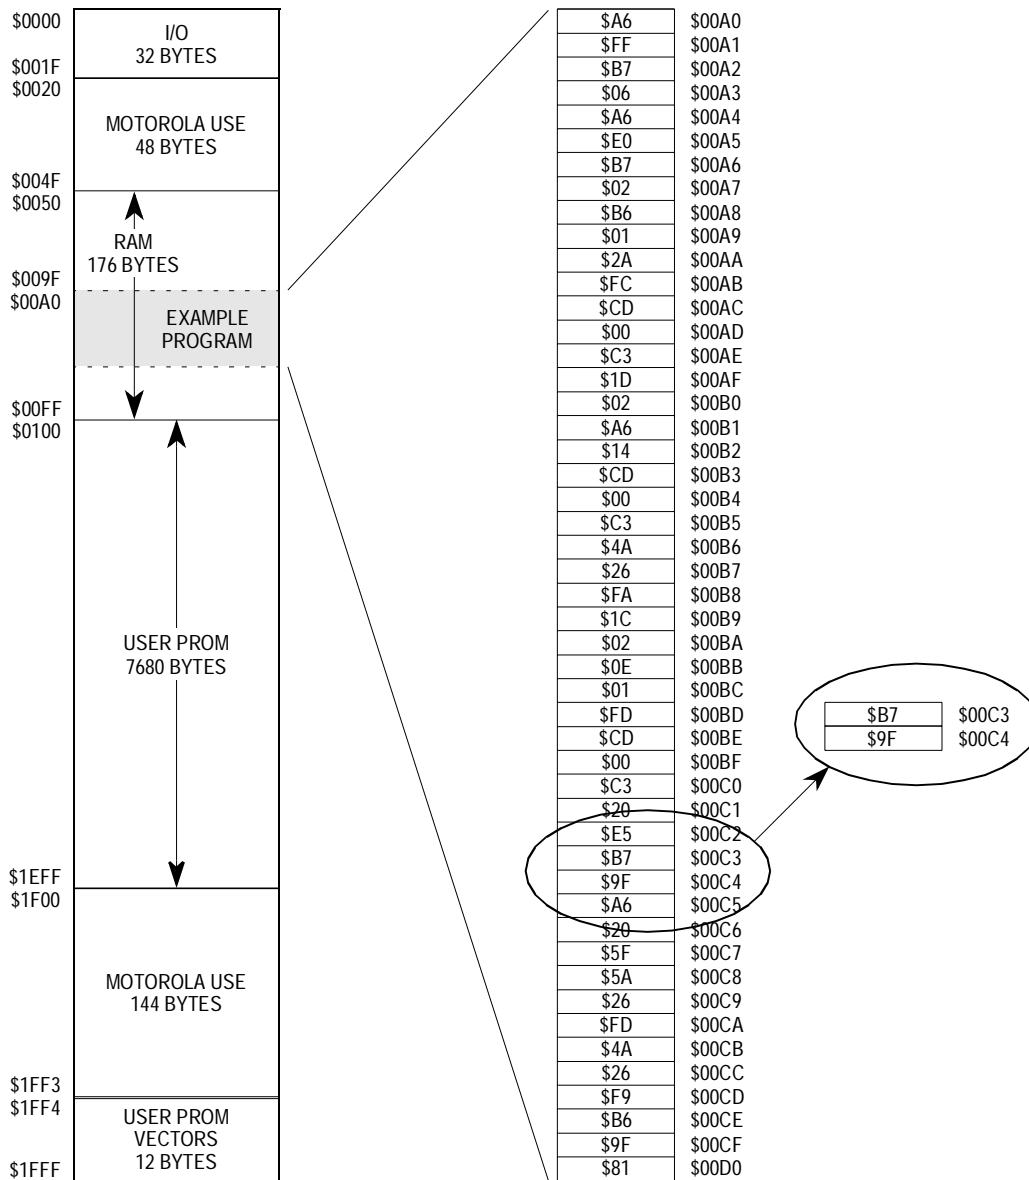 $0000
I/O
32 BYTES
$001F
$0020
MOTOROLA USE
48 BYTES
$004F
$0050
RAM
176 BYTES
$009F
$00A0
EXAMPLE
PROGRAM
$00FF
$0100
USER PROM
7680 BYTES
$1EFF
$1F00
MOTOROLA USE
144 BYTES
$1FF3
$1FF4
USER PROM
VECTORS
12 BYTES
$1FFF
$A6 $00A0
$FF $00A1
$B7 $00A2
$06 $00A3
$A6 $00A4
$E0 $00A5
$B7 $00A6
$02 $00A7
$B6 $00A8
$01 $00A9
$2A $00AA
$FC $00AB
$CD $00AC
$00 $00AD
$C3 $00AE
$1D $00AF
$02 $00B0
$A6 $00B1
$14 $00B2
$CD $00B3
$00 $00B4
$C3 $00B5
$4A $00B6
$26 $00B7
$FA $00B8
$1C $00B9
$02 $00BA
$0E $00BB
$01 $00BC
$FD $00BD
$CD $00BE
$00 $00BF
$C3 $00C0
$20 $00C1
$E5 $00C2
$B7 $00C3
$9F $00C4
$A6 $00C5
$20 $00C6
$5F $00C7
$5A $00C8
$26 $00C9
$FD $00CA
$4A $00CB
$26 $00CC
$F9 $00CD
$B6 $00CE
$9F $00CF
$81 $00D0
$B7 $00C3
$9F $00C4